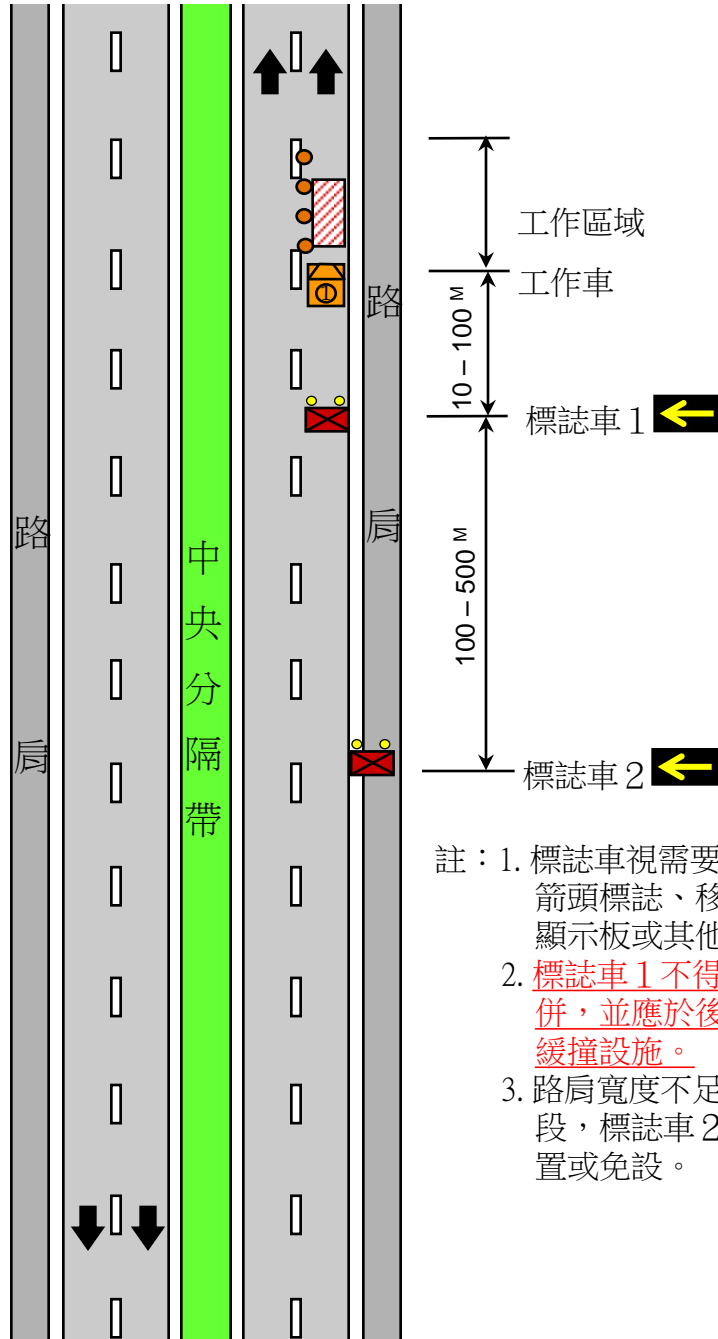 工作區域
工作車
①
10 – 100 M
標誌車1
100 – 500 M
標誌車2
路
肩
中
央
分
隔
帶
路
肩
註：1. 標誌車視需要
箭頭標誌、移
顯示板或其他
2. 標誌車１不得
併，並應於後
緩撞設施。
3. 路肩寬度不足
段，標誌車２
置或免設。